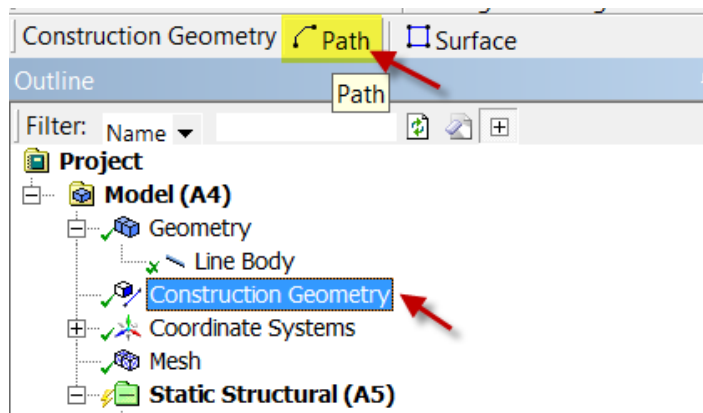 Construction Geometry Path Surface
Outline
Path
Filter: Name
Project
Model (A4)
Geometry
Line Body
Construction Geometry
Coordinate Systems
Mesh
Static Structural (A5)